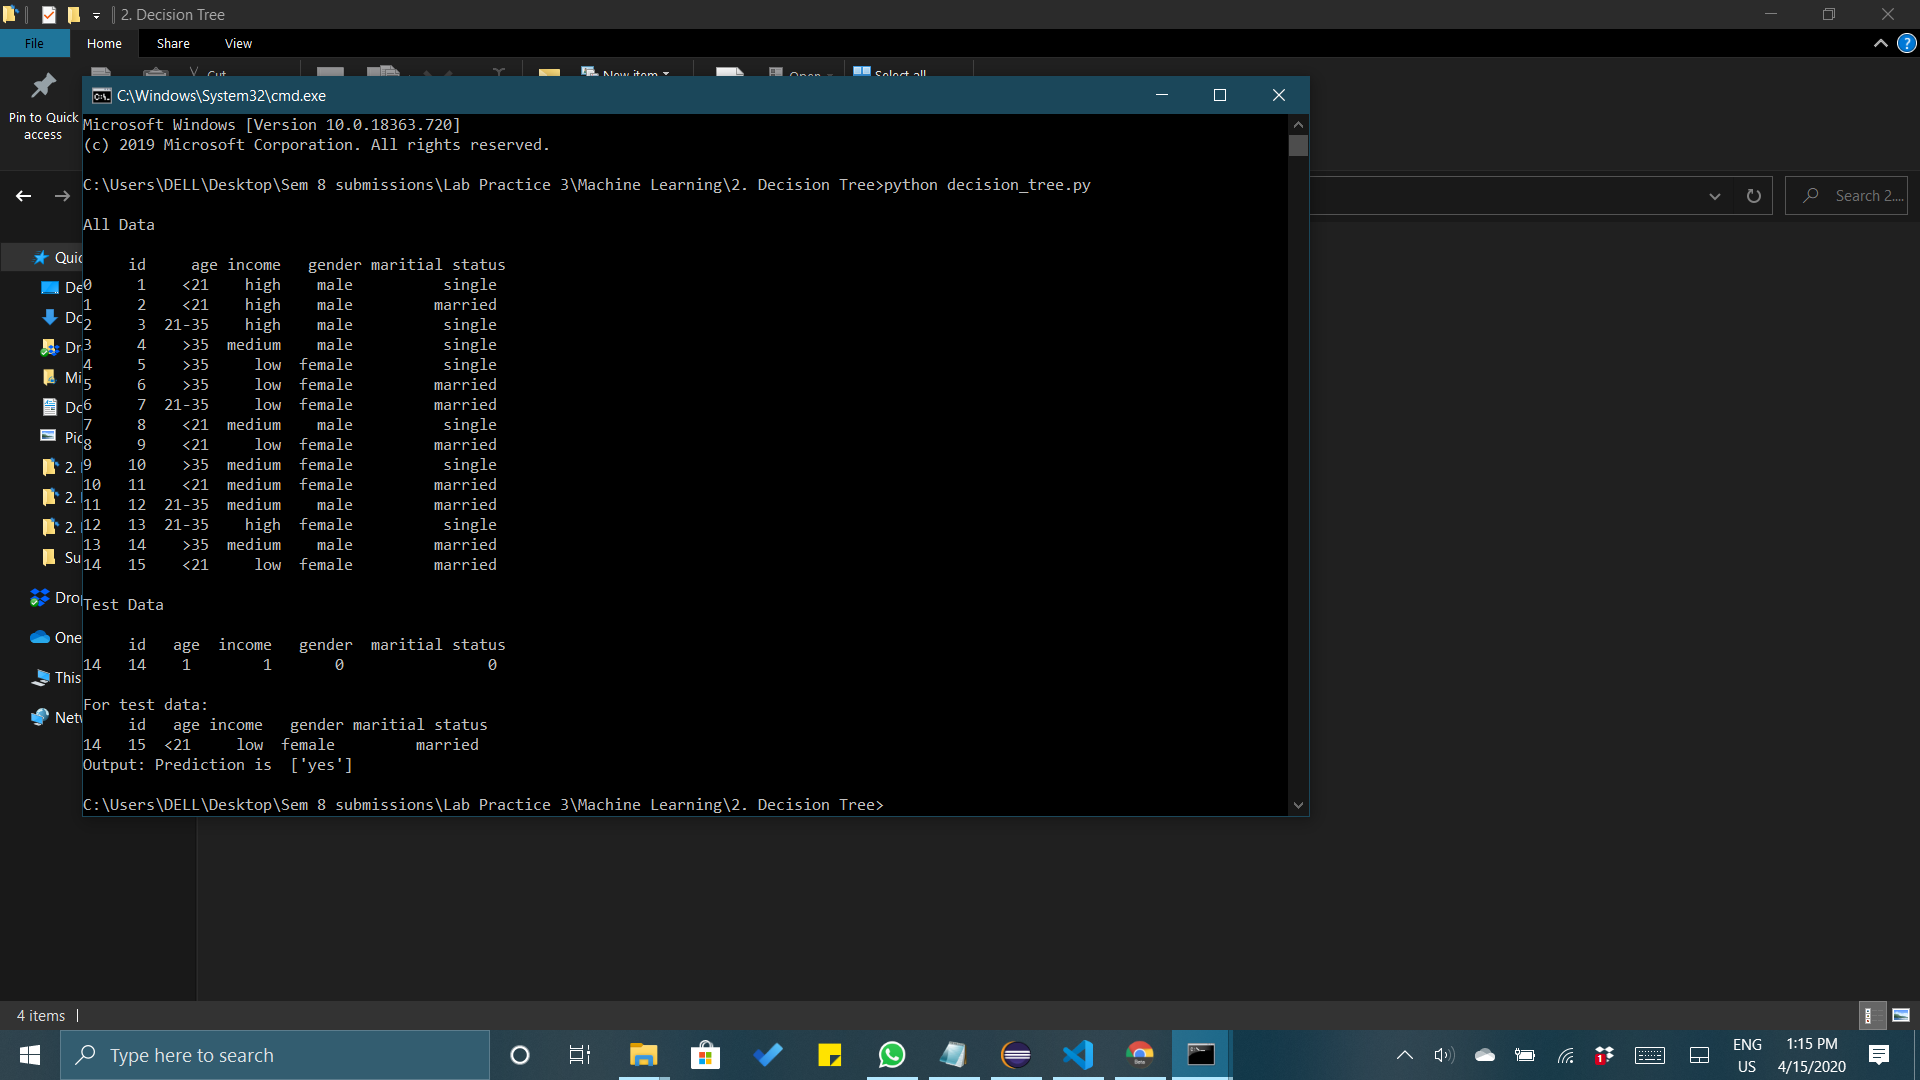 2. Decision Tree
File Home Share View
Cut New item Open Select all
Pin to Quick access
C:\Windows\System32\cmd.exe
Microsoft Windows [Version 10.0.18363.720]
(c) 2019 Microsoft Corporation. All rights reserved.
C:\Users\DELL\Desktop\Sem 8 submissions\Lab Practice 3\Machine Learning\2. Decision Tree>python decision_tree.py
All Data
id age income gender maritial status
0 1 <21 high male single
1 2 <21 high male married
2 3 21-35 high male single
3 4 >35 medium male single
4 5 >35 low female single
5 6 >35 low female married
6 7 21-35 low female married
7 8 <21 medium male single
8 9 <21 low female married
9 10 >35 medium female single
10 11 <21 medium female married
11 12 21-35 medium male married
12 13 21-35 high female single
13 14 >35 medium male married
14 15 <21 low female married
Test Data
id age income gender maritial status
14 14 1 1 0 0
For test data:
id age income gender maritial status
14 15 <21 low female married
Output: Prediction is ['yes']
C:\Users\DELL\Desktop\Sem 8 submissions\Lab Practice 3\Machine Learning\2. Decision Tree>
Search 2....
Quic
De
Do
Dr
Mi
Do
Pic
2.
2.
2.
Su
Dro
One
This
Netw
4 items
Type here to search
1
ENG
US
1:15 PM
4/15/2020